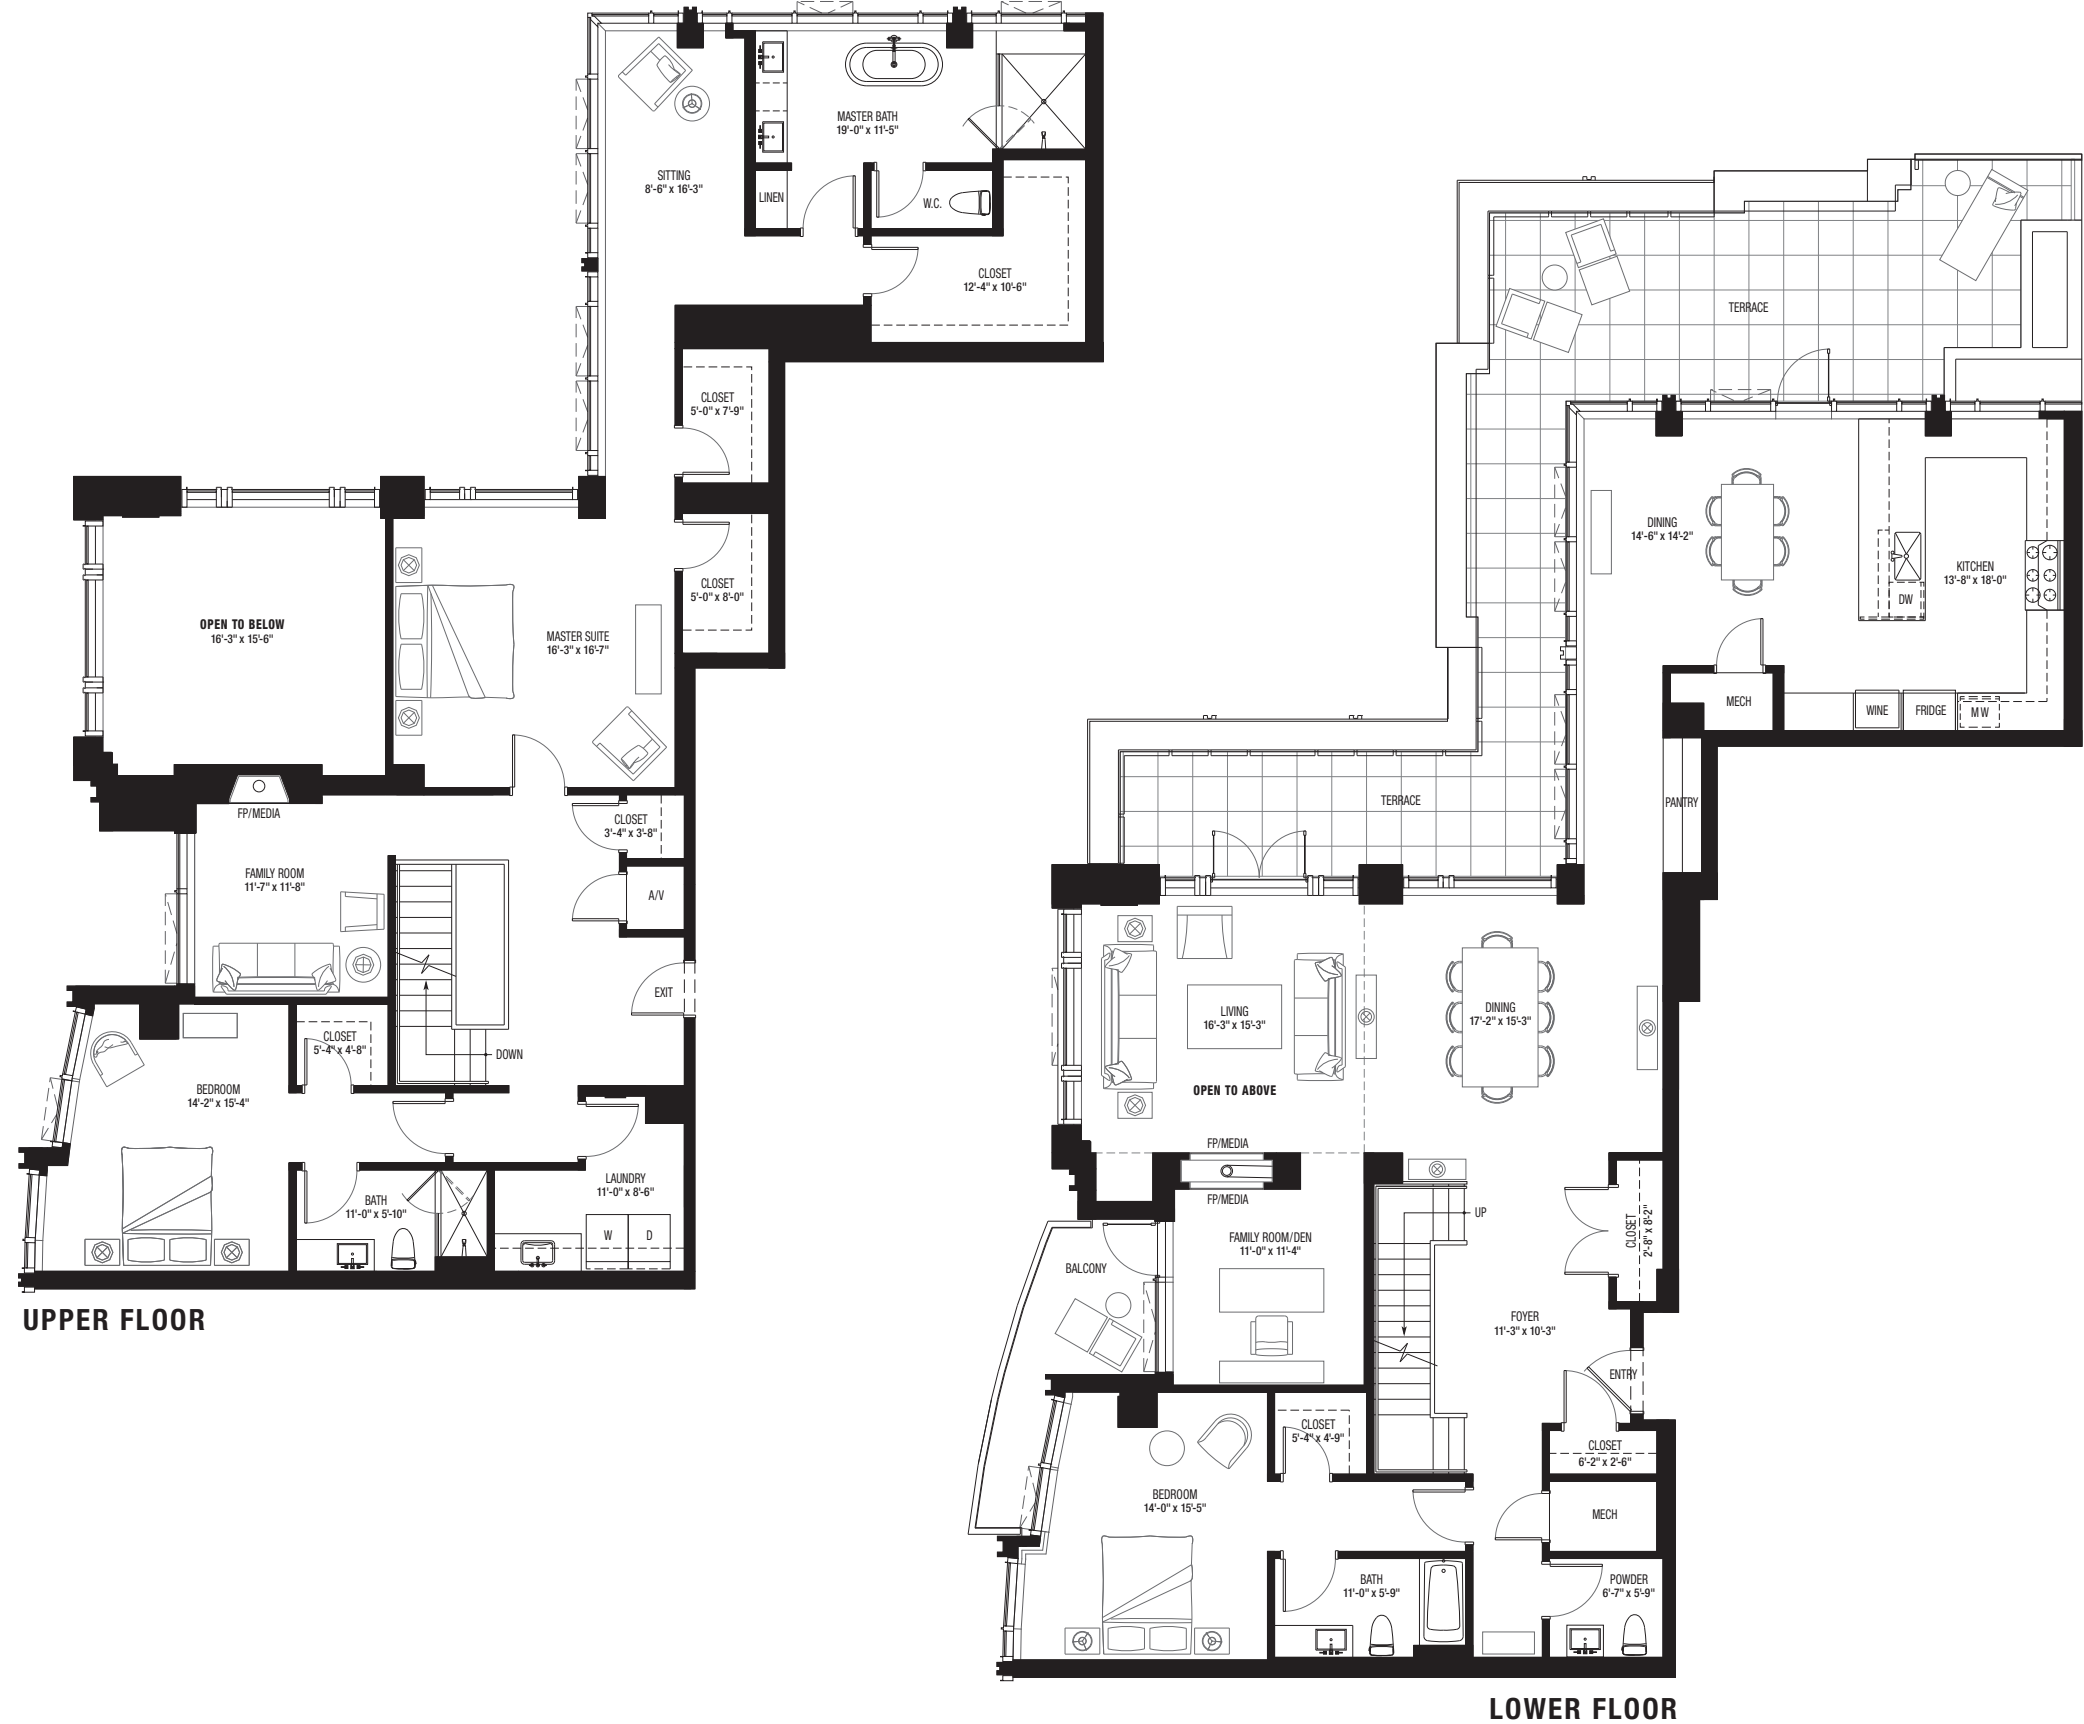 MASTER BATH
19'-0" x 11'-5"
SITTING
8'-6" x 16'-3"
LINEN
W.C.
CLOSET
12'-4" x 10'-6"
CLOSET
5'-0" x 7'-9"
CLOSET
5'-0" x 8'-0"
OPEN TO BELOW
16'-3" x 15'-6"
MASTER SUITE
16'-3" x 16'-7"
FP/MEDIA
CLOSET
3'-4" x 3'-8"
FAMILY ROOM
11'-7" x 11'-8"
A/V
EXIT
CLOSET
5'-4" x 4'-8"
DOWN
BEDROOM
14'-2" x 15'-4"
BATH
11'-0" x 5'-10"
LAUNDRY
11'-0" x 8'-6"
W
D
UPPER FLOOR
TERRACE
DINING
14'-6" x 14'-2"
KITCHEN
13'-8" x 18'-0"
DW
MECH
WINE
FRIDGE
MW
PANTRY
TERRACE
LIVING
16'-3" x 15'-3"
DINING
17'-2" x 15'-3"
OPEN TO ABOVE
FP/MEDIA
FP/MEDIA
UP
CLOSET
2'-8" x 8'-2"
FAMILY ROOM/DEN
11'-0" x 11'-4"
BALCONY
FOYER
11'-3" x 10'-3"
ENTRY
CLOSET
5'-4" x 4'-9"
CLOSET
6'-2" x 2'-6"
BEDROOM
14'-0" x 15'-5"
MECH
BATH
11'-0" x 5'-9"
POWDER
6'-7" x 5'-9"
LOWER FLOOR